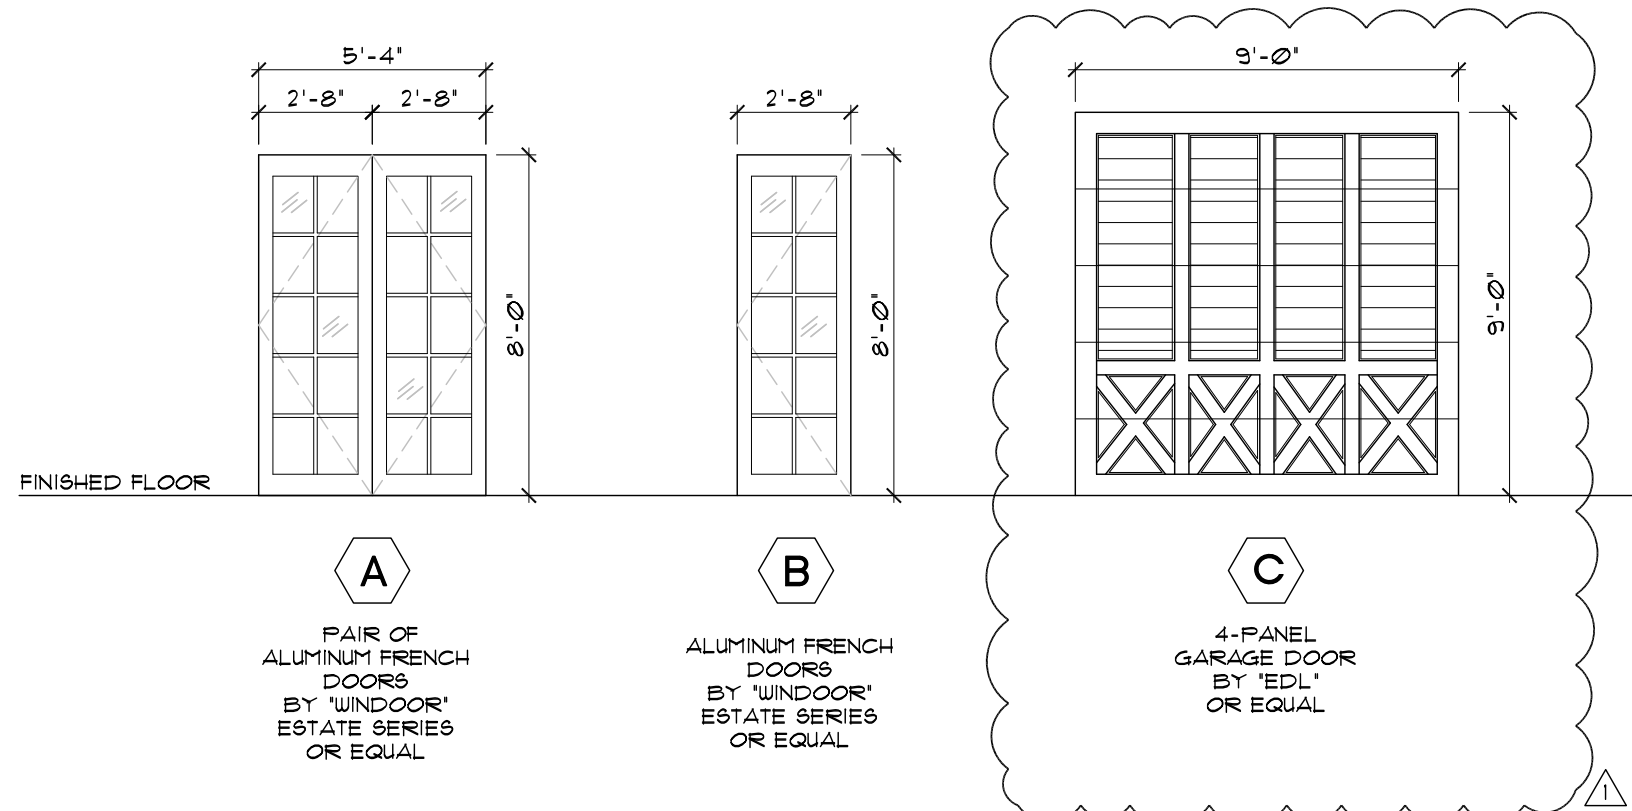 5'-4"
2'-8" 2'-8"
8'-0"
2'-8"
8'-0"
9'-0"
9'-0"
FINISHED FLOOR
A
PAIR OF
ALUMINUM FRENCH
DOORS
BY "WINDOOR"
ESTATE SERIES
OR EQUAL
B
ALUMINUM FRENCH
DOORS
BY "WINDOOR"
ESTATE SERIES
OR EQUAL
C
4-PANEL
GARAGE DOOR
BY "EDL"
OR EQUAL
1